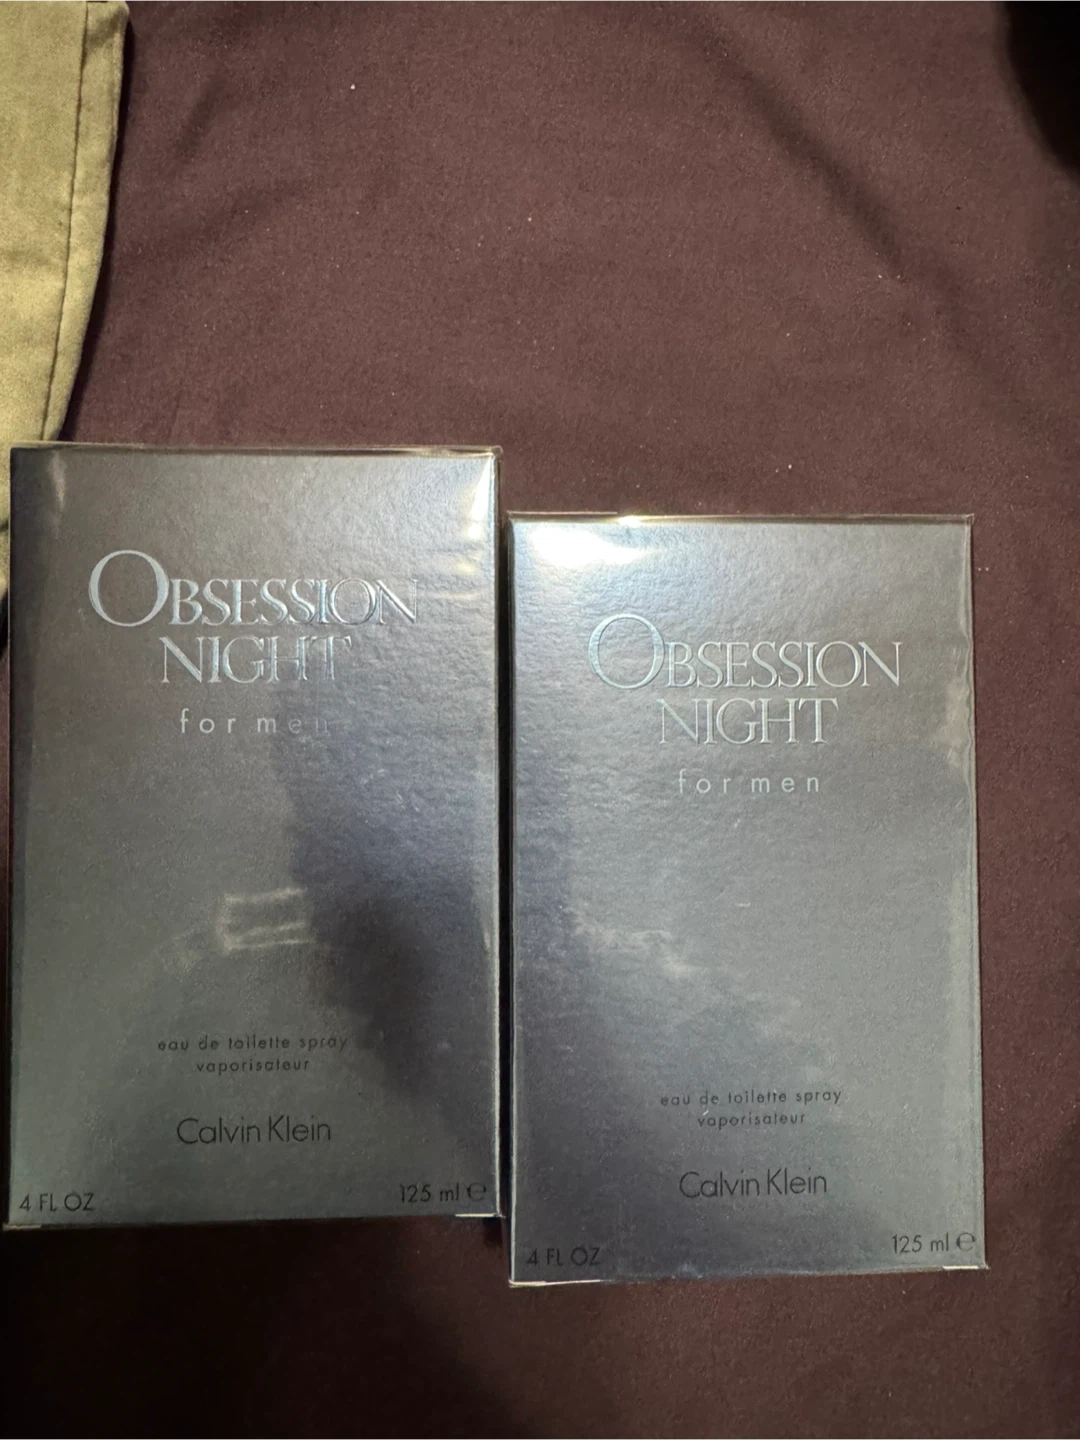 OBSESSION
NIGHT
for men
eau de toilette spray
vaporisateur
Calvin Klein
4 FL OZ
125 ml ℮
OBSESSION
NIGHT
for men
eau de toilette spray
vaporisateur
Calvin Klein
4 FL OZ
125 ml ℮